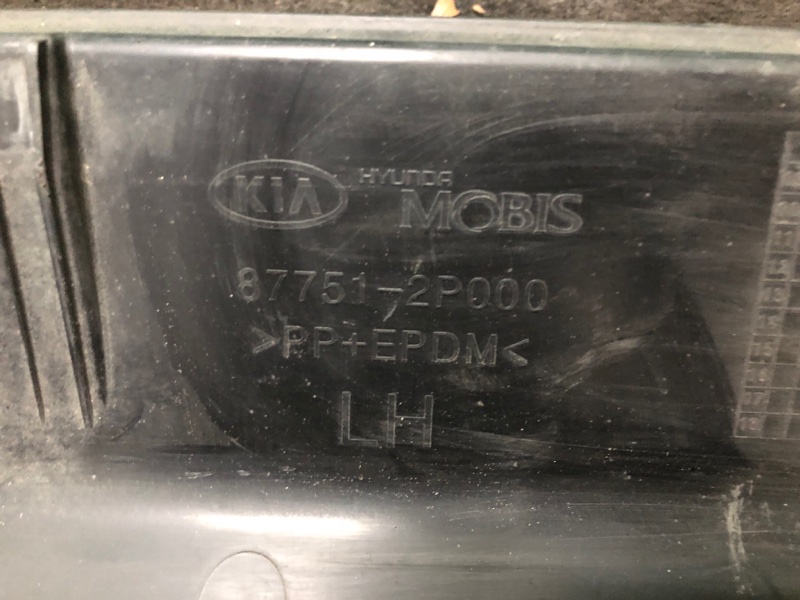 KIA HYUNDAI
MOBIS
87751-2P000
>PP+EPDM<
LH